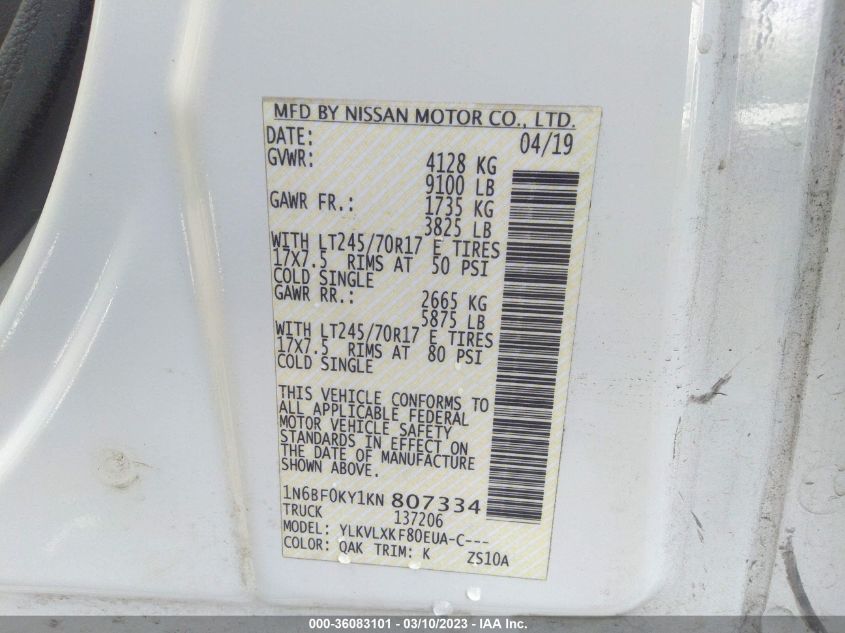 MFD BY NISSAN MOTOR CO., LTD.
DATE: 04/19
GVWR: 4128 KG
9100 LB
GAWR FR.: 1735 KG
3825 LB
WITH LT245/70R17 E TIRES
17X7.5 RIMS AT 50 PSI
COLD SINGLE
GAWR RR.: 2665 KG
5875 LB
WITH LT245/70R17 E TIRES
17X7.5 RIMS AT 80 PSI
COLD SINGLE
THIS VEHICLE CONFORMS TO
ALL APPLICABLE FEDERAL
MOTOR VEHICLE SAFETY
STANDARDS IN EFFECT ON
THE DATE OF MANUFACTURE
SHOWN ABOVE.
1N6BF0KY1KN 807334
TRUCK 137206
MODEL: YLKVLXKF80EUA-C---
COLOR: QAK TRIM: K ZS10A
000-36083101 - 03/10/2023 - IAA Inc.